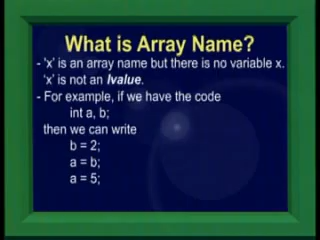 What is Array Name?
- 'x' is an array name but there is no variable x.
'x' is not an lvalue.
- For example, if we have the code
int a, b;
then we can write
b = 2;
a = b;
a = 5;